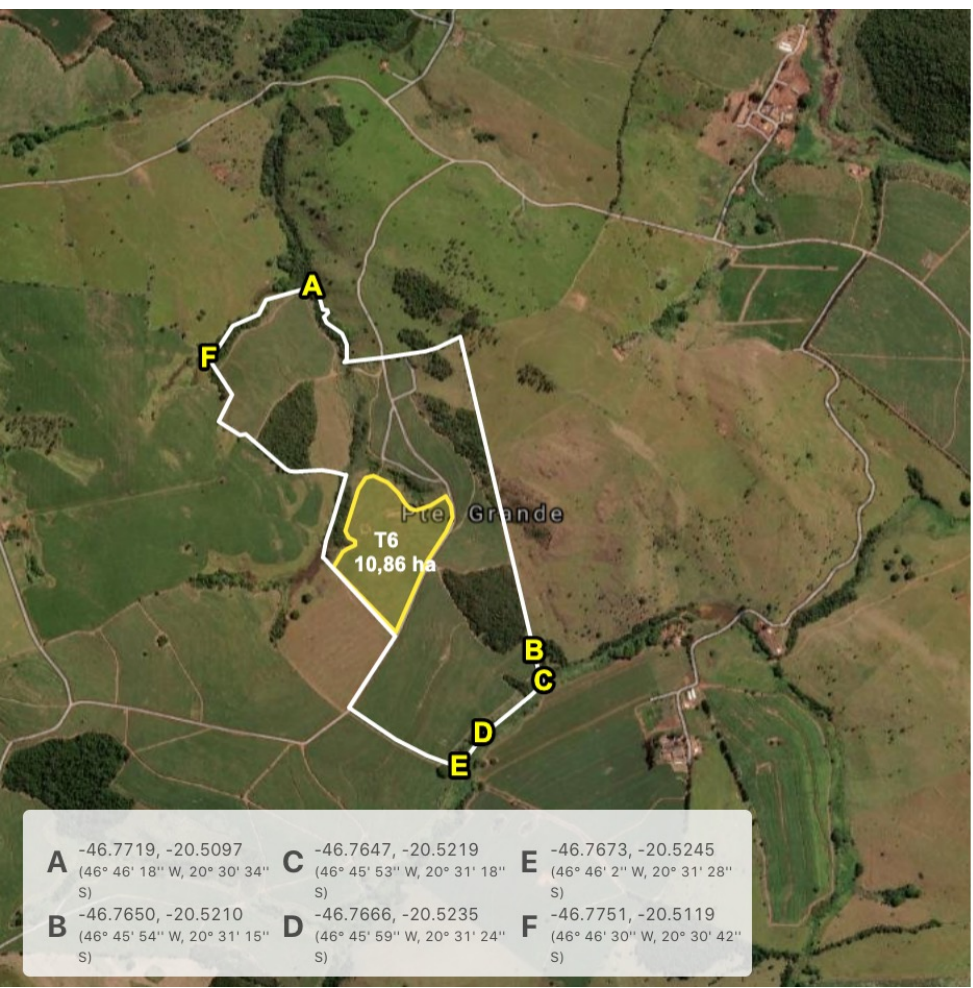 A
F
Pte Grande
T6
10,86 ha
B
C
D
E
A -46.7719, -20.5097
(46° 46' 18'' W, 20° 30' 34''
S)
C -46.7647, -20.5219
(46° 45' 53'' W, 20° 31' 18''
S)
E -46.7673, -20.5245
(46° 46' 2'' W, 20° 31' 28''
S)
B -46.7650, -20.5210
(46° 45' 54'' W, 20° 31' 15''
S)
D -46.7666, -20.5235
(46° 45' 59'' W, 20° 31' 24''
S)
F -46.7751, -20.5119
(46° 46' 30'' W, 20° 30' 42''
S)